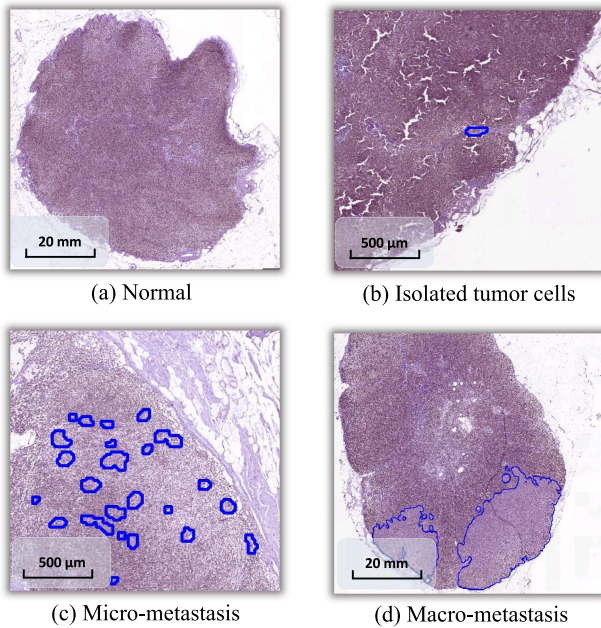 20 mm
500 µm
(a) Normal
(b) Isolated tumor cells
500 µm
20 mm
(c) Micro-metastasis
(d) Macro-metastasis